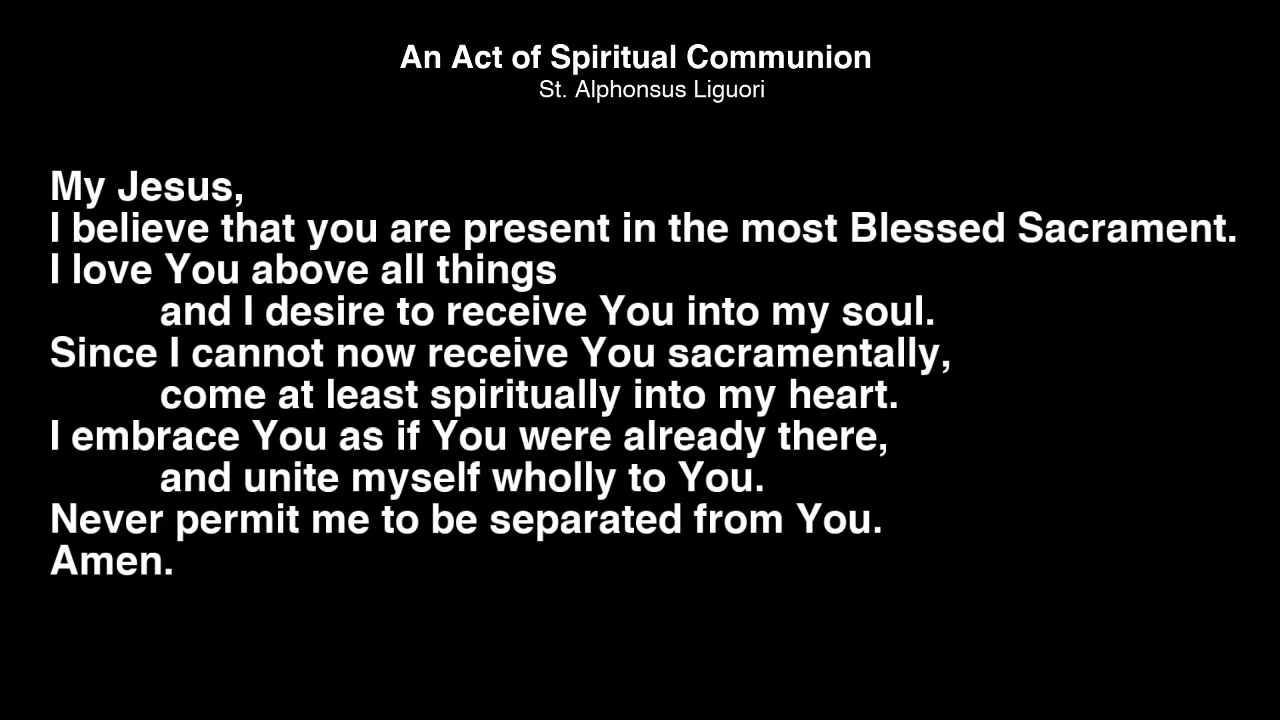 An Act of Spiritual Communion
St. Alphonsus Liguori
My Jesus,
I believe that you are present in the most Blessed Sacrament.
I love You above all things
and I desire to receive You into my soul.
Since I cannot now receive You sacramentally,
come at least spiritually into my heart.
I embrace You as if You were already there,
and unite myself wholly to You.
Never permit me to be separated from You.
Amen.